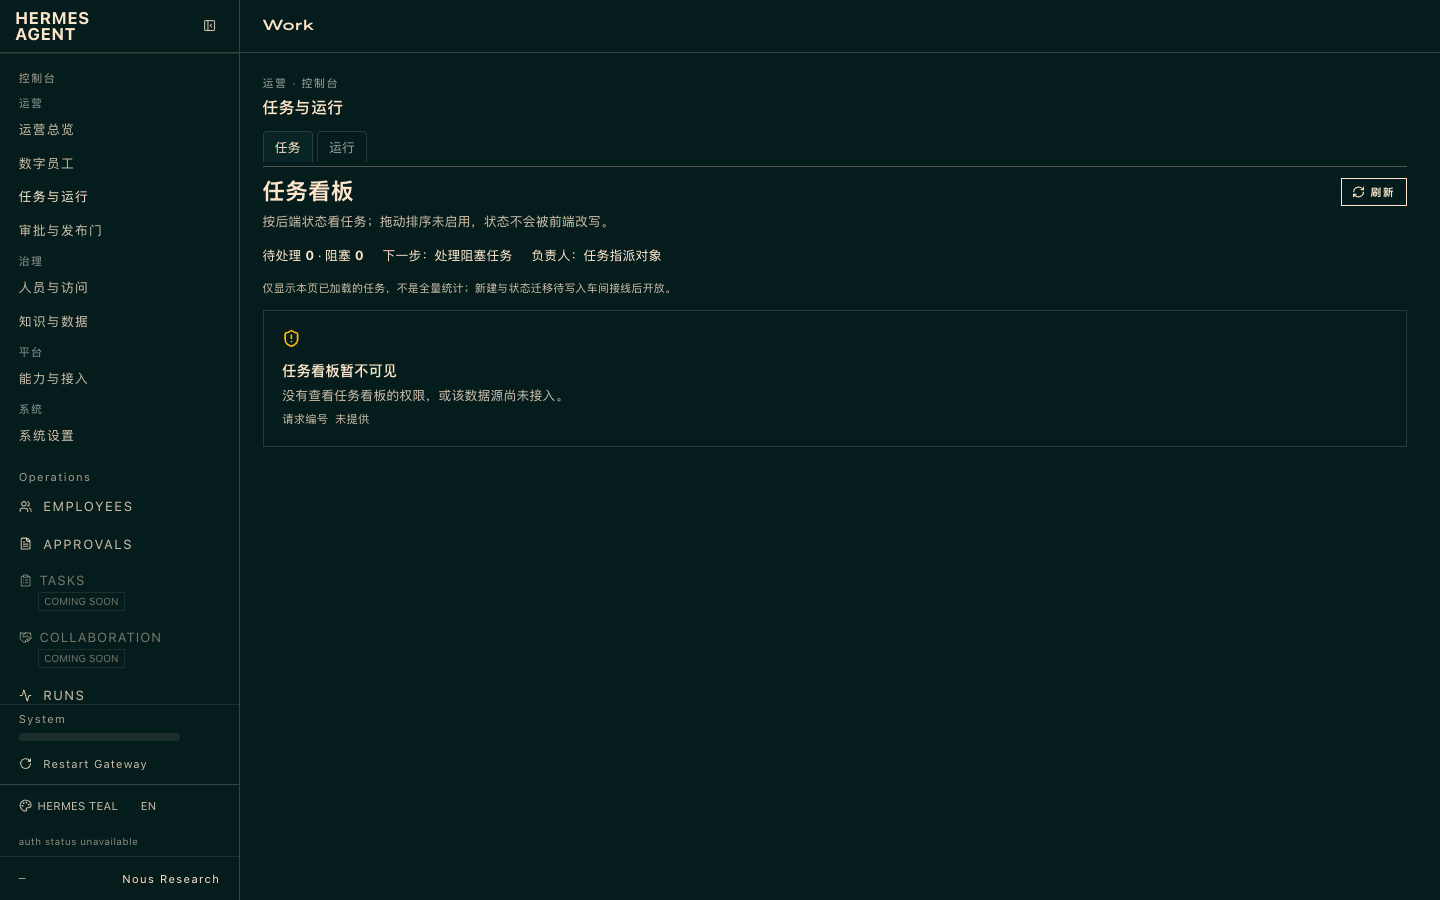 HERMES
AGENT
Work
控制台
运营
运营总览
数字员工
任务与运行
审批与发布门
治理
人员与访问
知识与数据
平台
能力与接入
系统
系统设置
Operations
EMPLOYEES
APPROVALS
TASKS
COMING SOON
COLLABORATION
COMING SOON
RUNS
System
Restart Gateway
HERMES TEAL EN
auth status unavailable
– Nous Research
运营 · 控制台
任务与运行
任务 运行
任务看板
刷新
按后端状态看任务；拖动排序未启用，状态不会被前端改写。
待处理 0 · 阻塞 0 下一步：处理阻塞任务 负责人：任务指派对象
仅显示本页已加载的任务，不是全量统计；新建与状态迁移待写入车间接线后开放。
任务看板暂不可见
没有查看任务看板的权限，或该数据源尚未接入。
请求编号 未提供